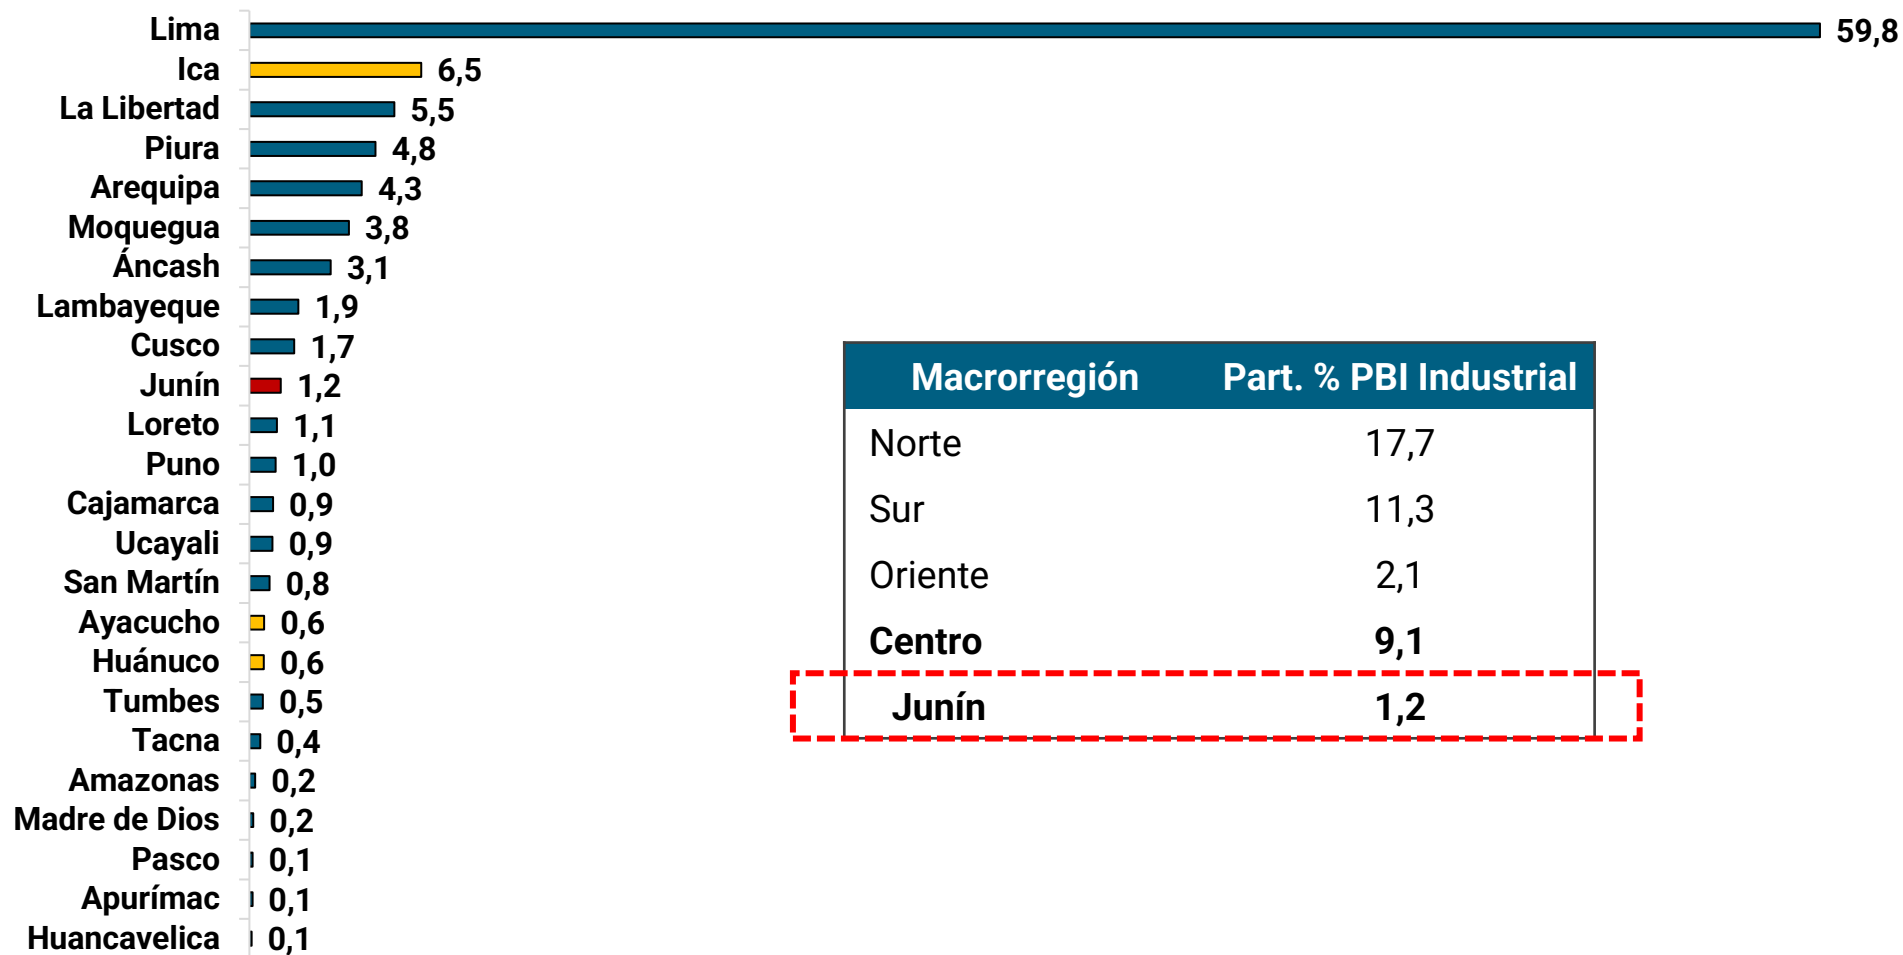 Lima 59,8
Ica 6,5
La Libertad 5,5
Piura 4,8
Arequipa 4,3
Moquegua 3,8
Áncash 3,1
Lambayeque 1,9
Cusco 1,7
Junín 1,2
Loreto 1,1
Puno 1,0
Cajamarca 0,9
Ucayali 0,9
San Martín 0,8
Ayacucho 0,6
Huánuco 0,6
Tumbes 0,5
Tacna 0,4
Amazonas 0,2
Madre de Dios 0,2
Pasco 0,1
Apurímac 0,1
Huancavelica 0,1
Macrorregión Part. % PBI Industrial
Norte 17,7
Sur 11,3
Oriente 2,1
Centro 9,1
Junín 1,2